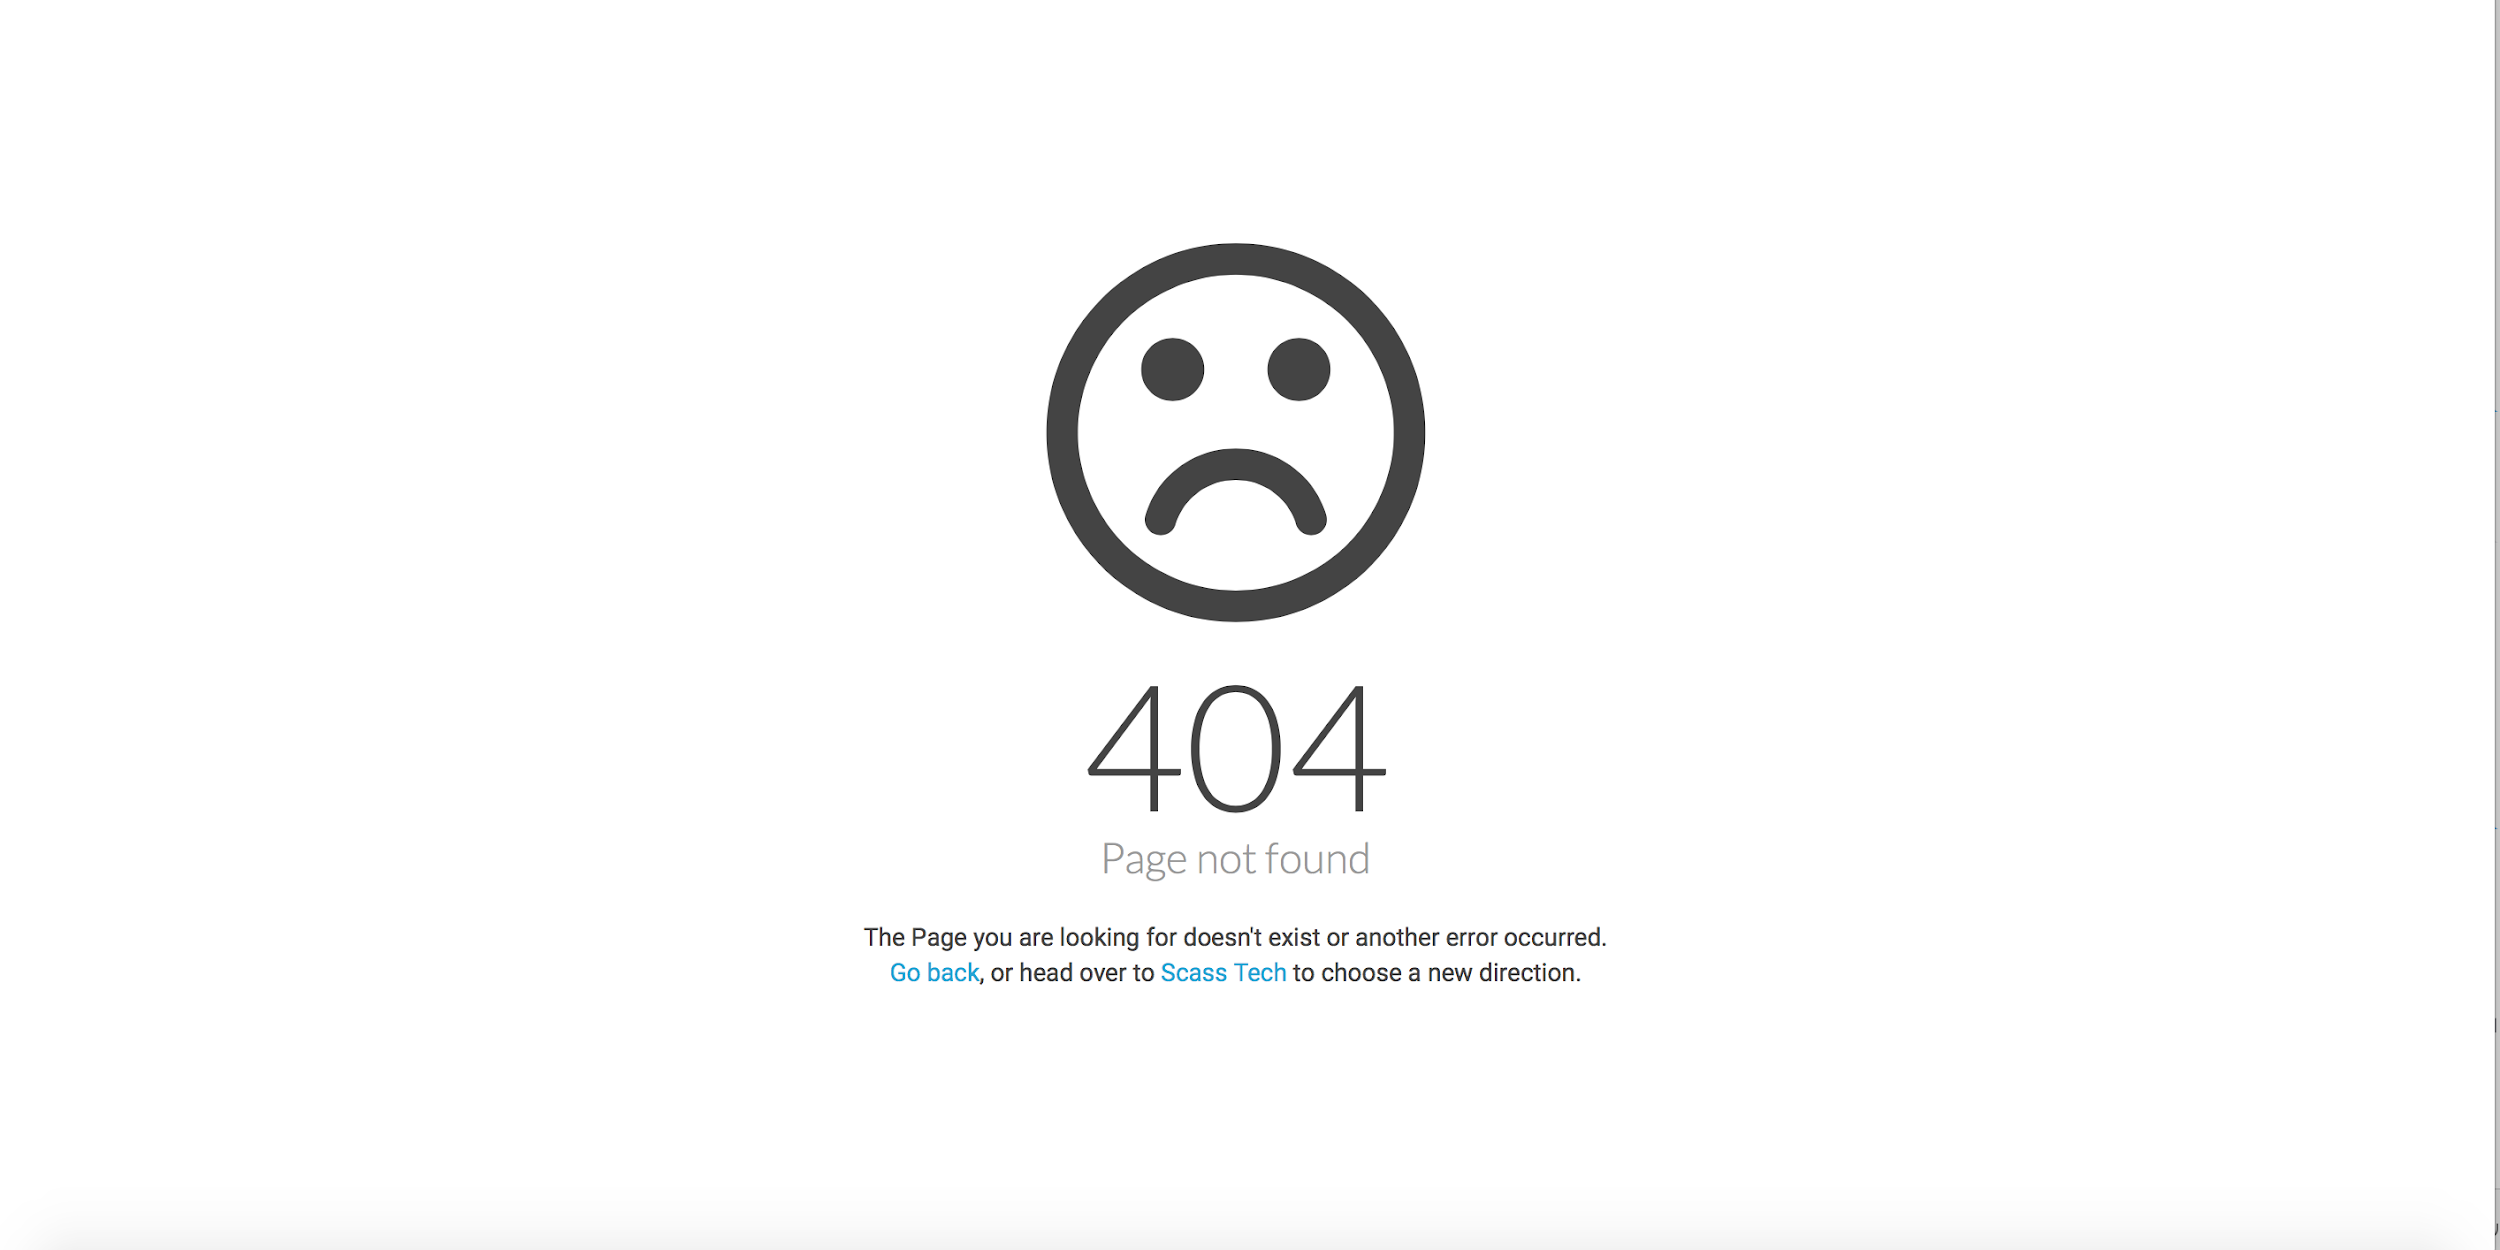 404
Page not found
The Page you are looking for doesn't exist or another error occurred.
Go back, or head over to Scass Tech to choose a new direction.